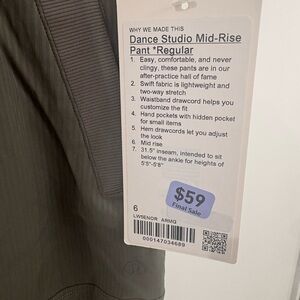 WHY WE MADE THIS
Dance Studio Mid-Rise
Pant *Regular
1. Easy, comfortable, and never
clingy, these pants are in our
after-practice hall of fame
2. Swift fabric is lightweight and
two-way stretch
3. Waistband drawcord helps you
customize the fit
4. Hand pockets with hidden pocket
for small items
5. Hem drawcords let you adjust
the look
6. Mid rise
7. 31.5" inseam, intended to sit
below the ankle for heights of
5'5"-5'8"
$59
Final Sale
6
LW5ENOR ARMG
000147034689